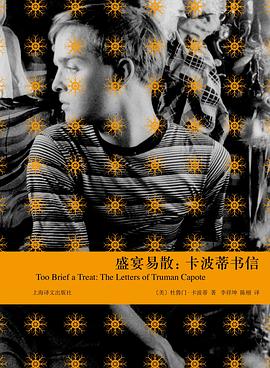 盛宴易散：卡波蒂书信
Too Brief a Treat: The Letters of Truman Capote
上海译文出版社 〔美〕杜鲁门·卡波蒂 著 李祥坤 陈栩 译